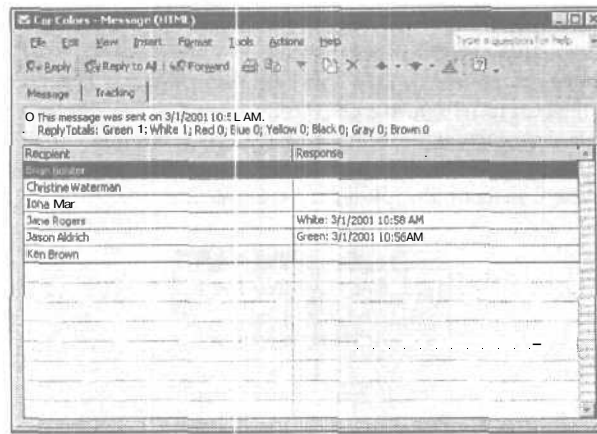 Car Colors - Message (HTML)
File Edit View Insert Format Tools Actions Help Type a question for help
Reply Reply to All Forward
Message Tracking
This message was sent on 3/1/2001 AM.
Reply Totals: Green 1; White 1; Red 0; Blue 0; Yellow 0; Black 0; Gray 0; Brown 0
Recipient Response
Christine Waterman
Iona Mar
Jane Rogers White: 3/1/2001 10:58 AM
Jason Aldrich Green: 3/1/2001 10:56AM
Ken Brown